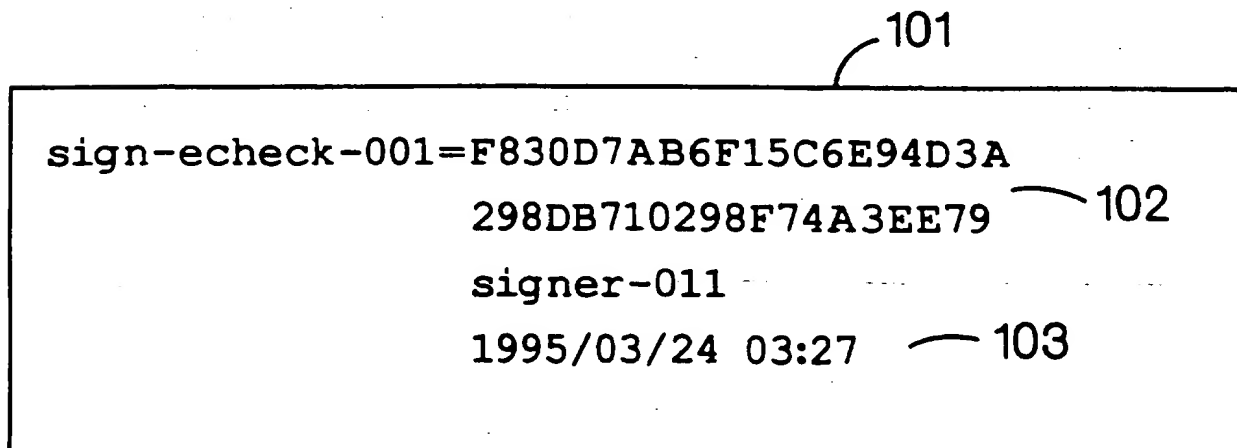 101
sign-echeck-001=F830D7AB6F15C6E94D3A
298DB710298F74A3EE79 102
signer-011
1995/03/24 03:27 103